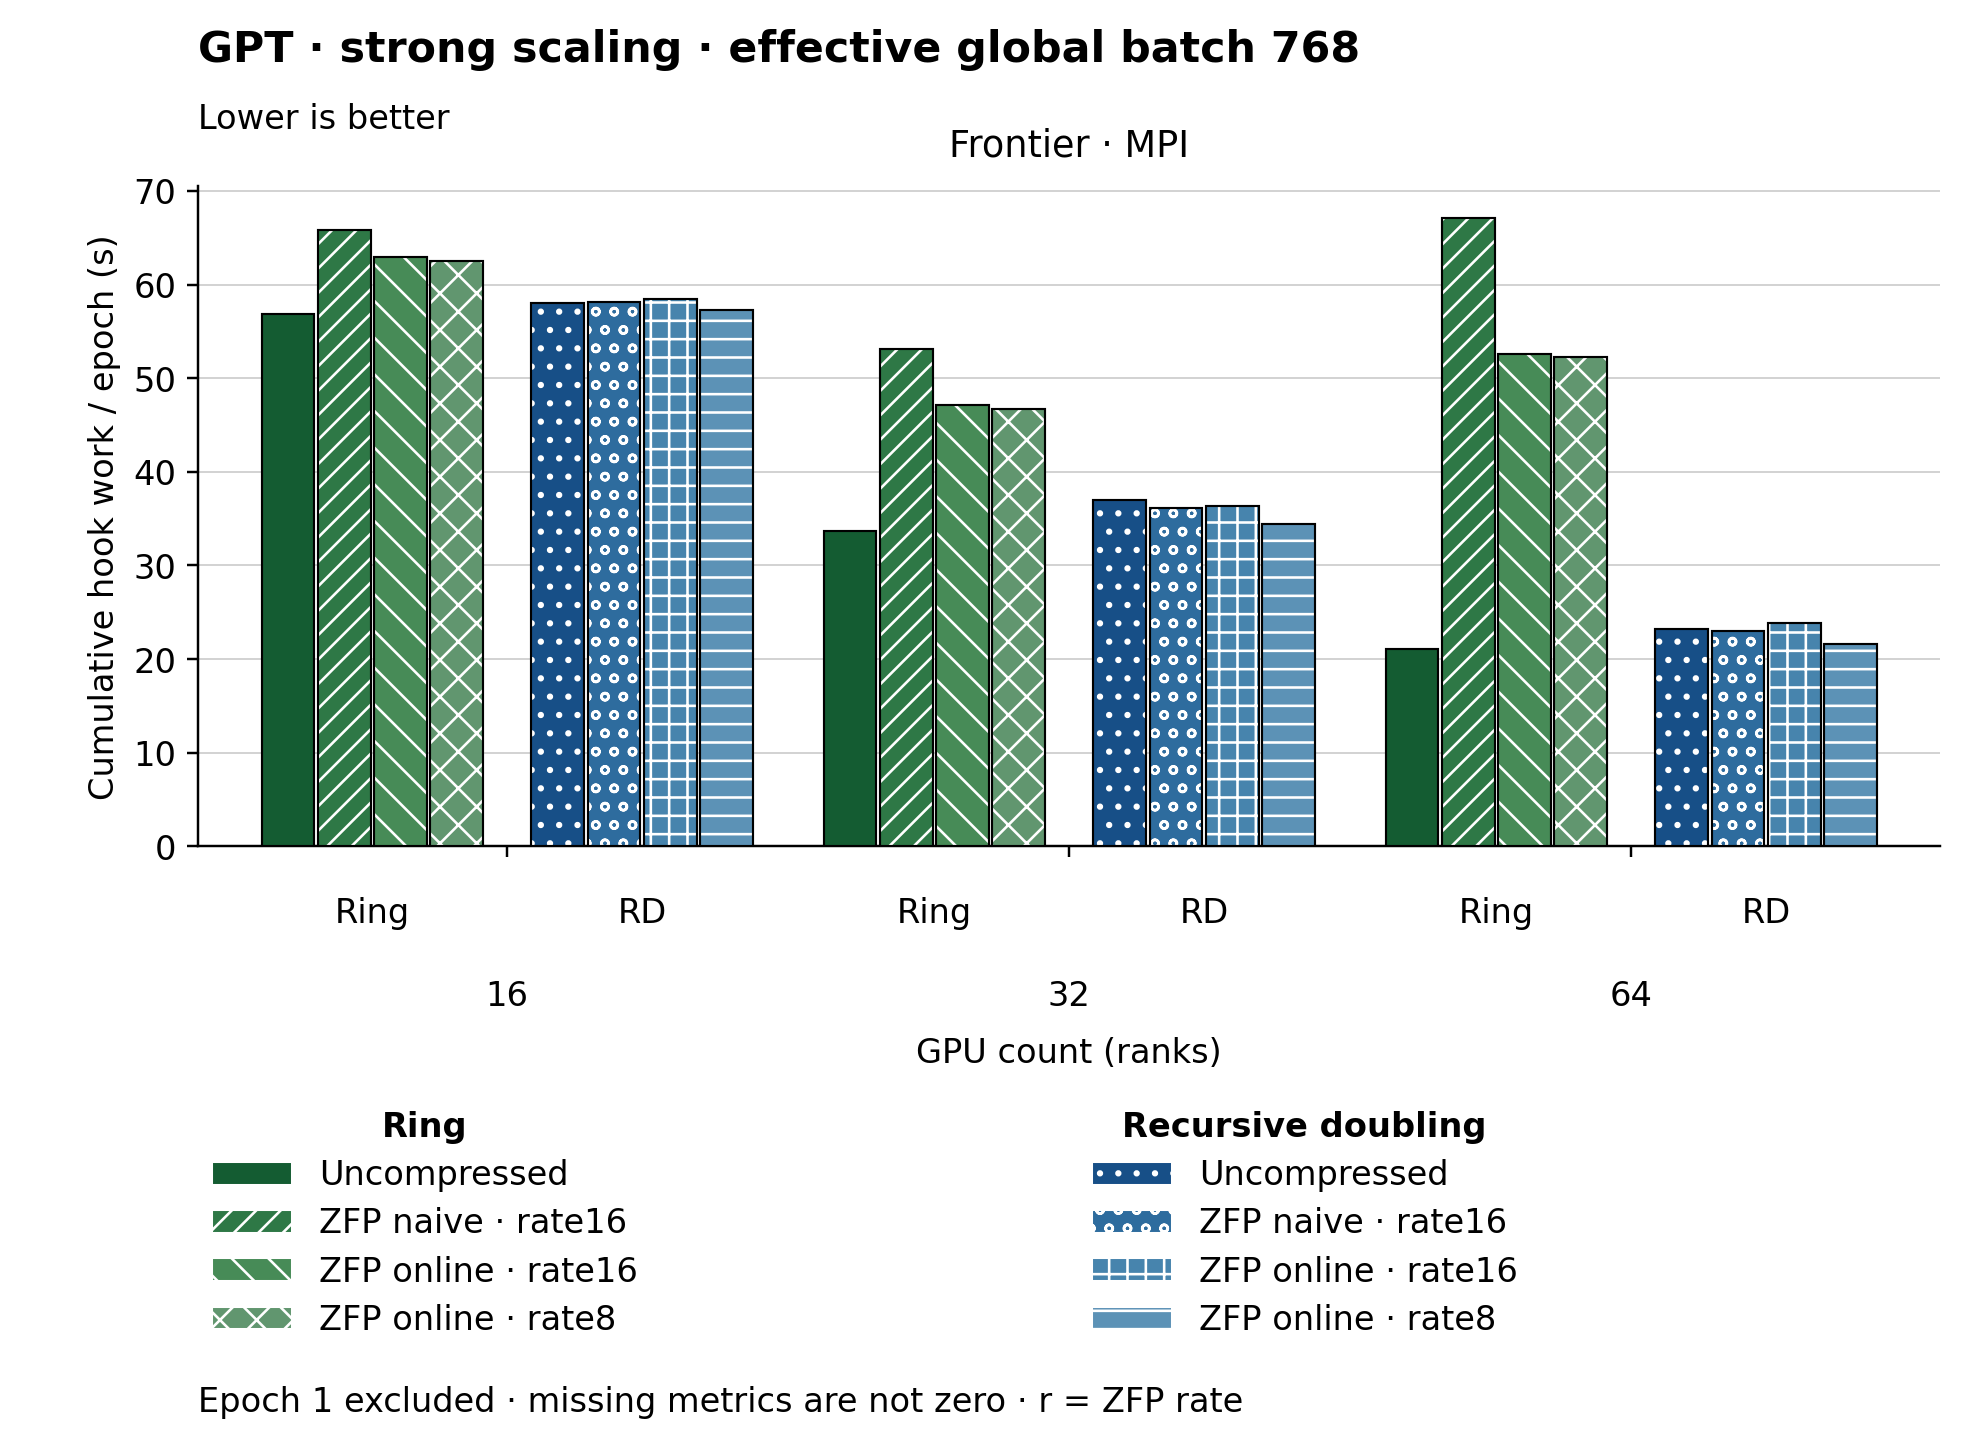 GPT · strong scaling · effective global batch 768
Lower is better
Frontier · MPI
Cumulative hook work / epoch (s)
70
60
50
40
30
20
10
0
Ring RD Ring RD Ring RD
16 32 64
GPU count (ranks)
Ring
Uncompressed
ZFP naive · rate16
ZFP online · rate16
ZFP online · rate8
Recursive doubling
Uncompressed
ZFP naive · rate16
ZFP online · rate16
ZFP online · rate8
Epoch 1 excluded · missing metrics are not zero · r = ZFP rate